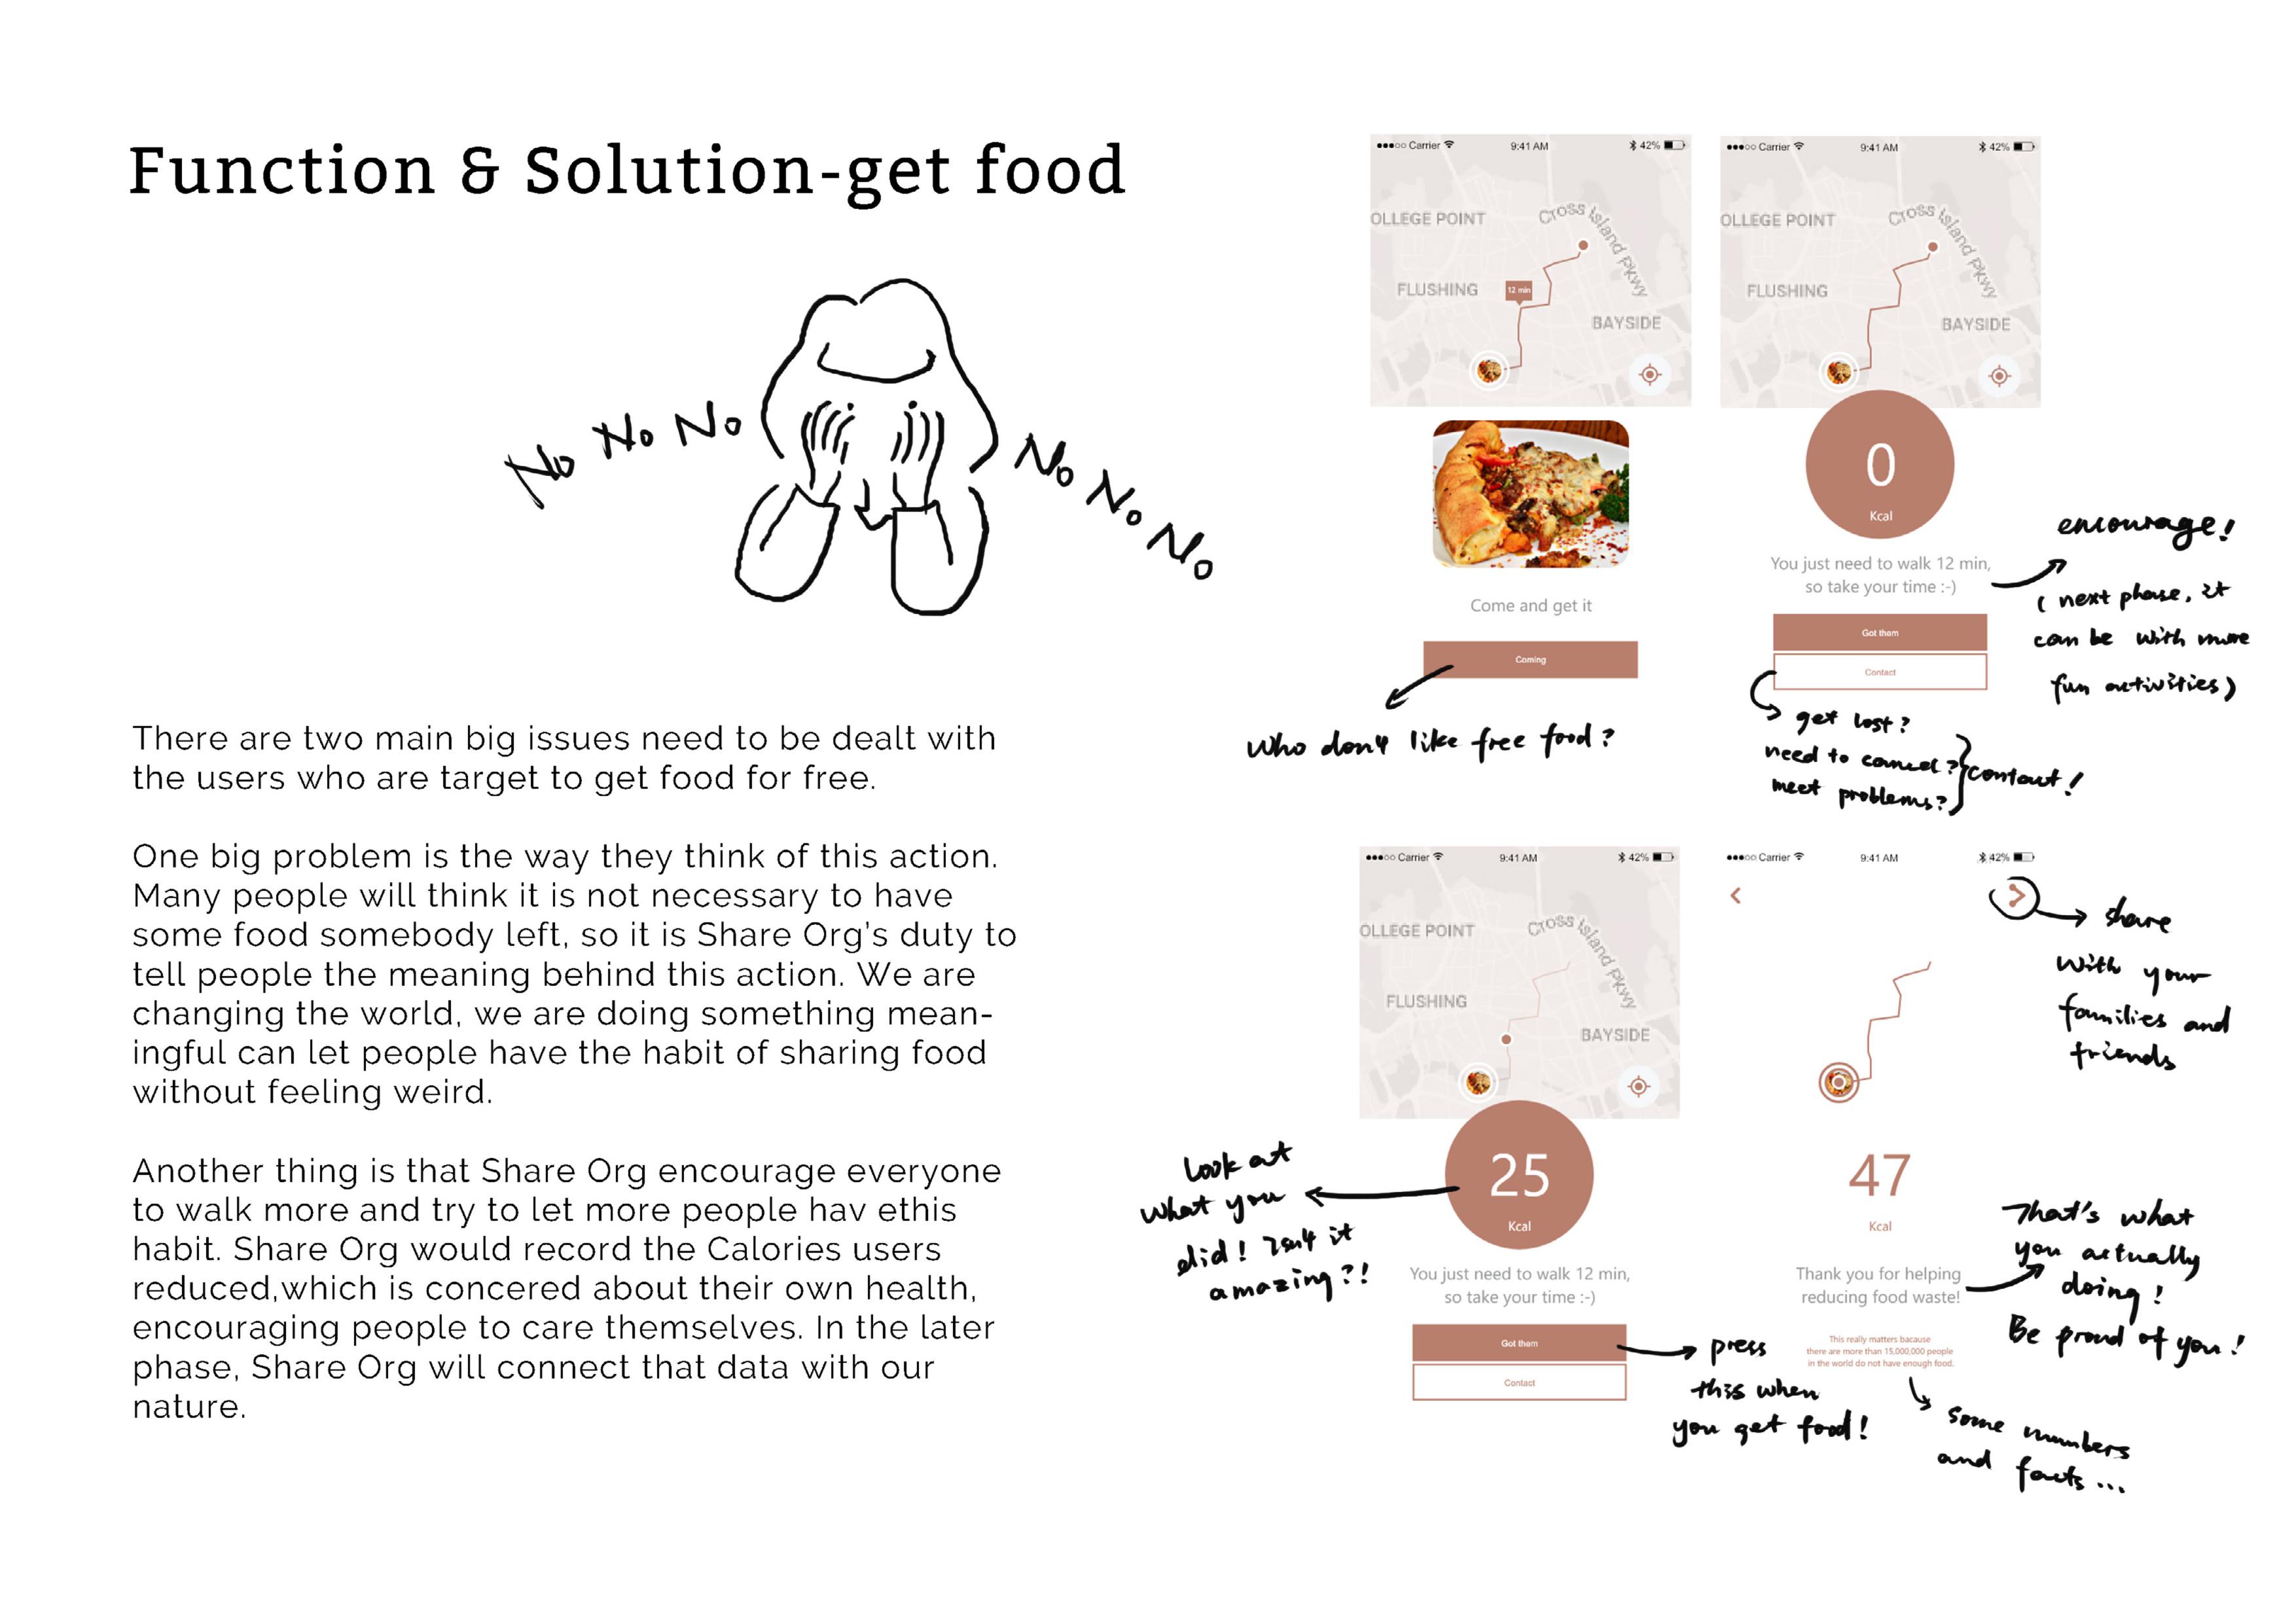 Function & Solution-get food
No No No
No No No
There are two main big issues need to be dealt with
the users who are target to get food for free.
One big problem is the way they think of this action.
Many people will think it is not necessary to have
some food somebody left, so it is Share Org's duty to
tell people the meaning behind this action. We are
changing the world, we are doing something mean-
ingful can let people have the habit of sharing food
without feeling weird.
Another thing is that Share Org encourage everyone
to walk more and try to let more people hav ethis
habit. Share Org would record the Calories users
reduced,which is concered about their own health,
encouraging people to care themselves. In the later
phase, Share Org will connect that data with our
nature.
Carrier 9:41 AM 42%
OLLEGE POINT
Cross Island Pkwy
FLUSHING
12 min
BAYSIDE
Come and get it
Coming
Who don't like free food?
Carrier 9:41 AM 42%
OLLEGE POINT
Cross Island Pkwy
FLUSHING
BAYSIDE
0
Kcal
You just need to walk 12 min,
so take your time :-)
Got them
Contact
encourage!
( next phase, it
can be with more
fun activities)
get lost?
need to cancel?
meet problems?
contact!
Carrier 9:41 AM 42%
OLLEGE POINT
Cross Island Pkwy
FLUSHING
BAYSIDE
25
Kcal
You just need to walk 12 min,
so take your time :-)
Got them
Contact
Look at
what you
did! Isn't it
amazing?!
press
this when
you get food!
Carrier 9:41 AM 42%
share
With your
families and
friends
47
Kcal
Thank you for helping
reducing food waste!
This really matters bacause
there are more than 15,000,000 people
in the world do not have enough food.
That's what
you actually
doing!
Be proud of you!
Some numbers
and facts...